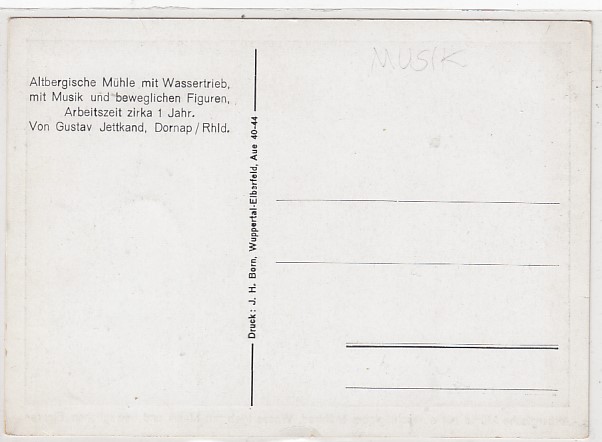 Altbergische Mühle mit Wassertrieb,
mit Musik und beweglichen Figuren,
Arbeitszeit zirka 1 Jahr.
Von Gustav Jettkand, Dornap / Rhld.
Druck: J. H. Born, Wuppertal-Elberfeld, Aue 40-44
MUSIK